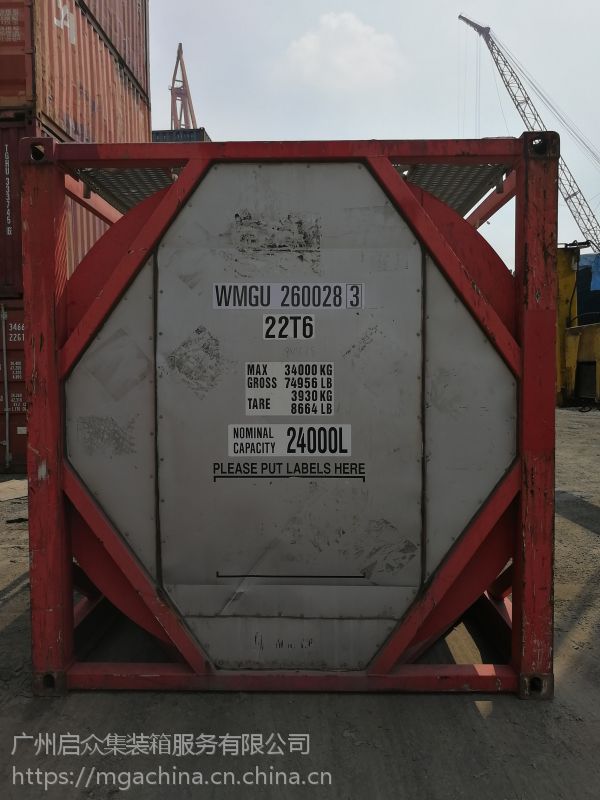 WMGU 260028 3
22T6
MAX 34000 KG
GROSS 74956 LB
TARE 3930 KG
8664 LB
NOMINAL CAPACITY 24000L
PLEASE PUT LABELS HERE
广州启众集装箱服务有限公司
https://mgachina.cn.china.cn